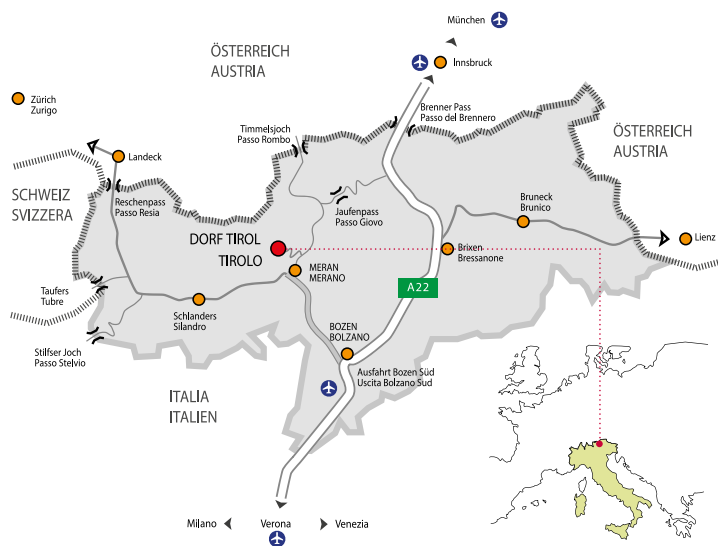 München
ÖSTERREICH
AUSTRIA
Innsbruck
Zürich
Zurigo
Brenner Pass
Passo del Brennero
Timmelsjoch
Passo Rombo
ÖSTERREICH
AUSTRIA
Landeck
SCHWEIZ
SVIZZERA
Reschenpass
Passo Resia
Jaufenpass
Passo Giovo
Bruneck
Brunico
DORF TIROL
TIROLO
Lienz
Brixen
Bressanone
MERAN
MERANO
Taufers
Tubre
A22
Schlanders
Silandro
BOZEN
BOLZANO
Stilfser Joch
Passo Stelvio
Ausfahrt Bozen Süd
Uscita Bolzano Sud
ITALIA
ITALIEN
Milano
Verona
Venezia